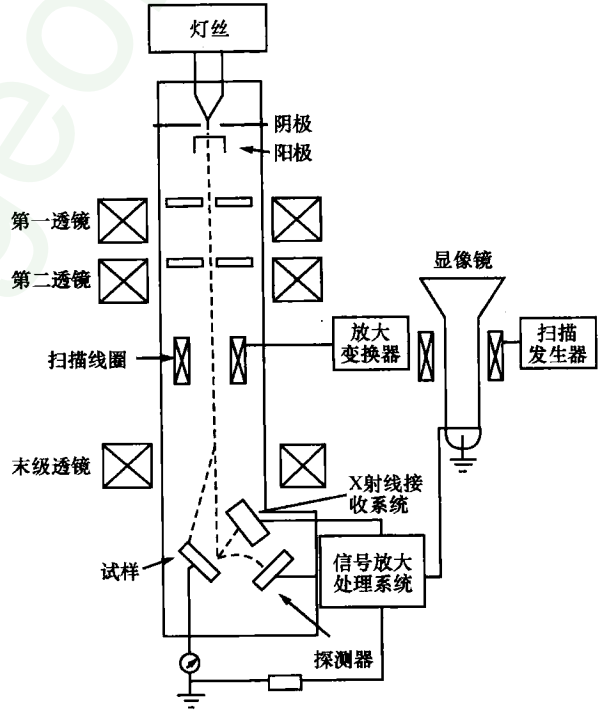 灯丝
阴极
阳极
第一透镜
第二透镜
显像镜
扫描线圈
放大
变换器
扫描
发生器
末级透镜
X射线接
收系统
试样
信号放大
处理系统
探测器